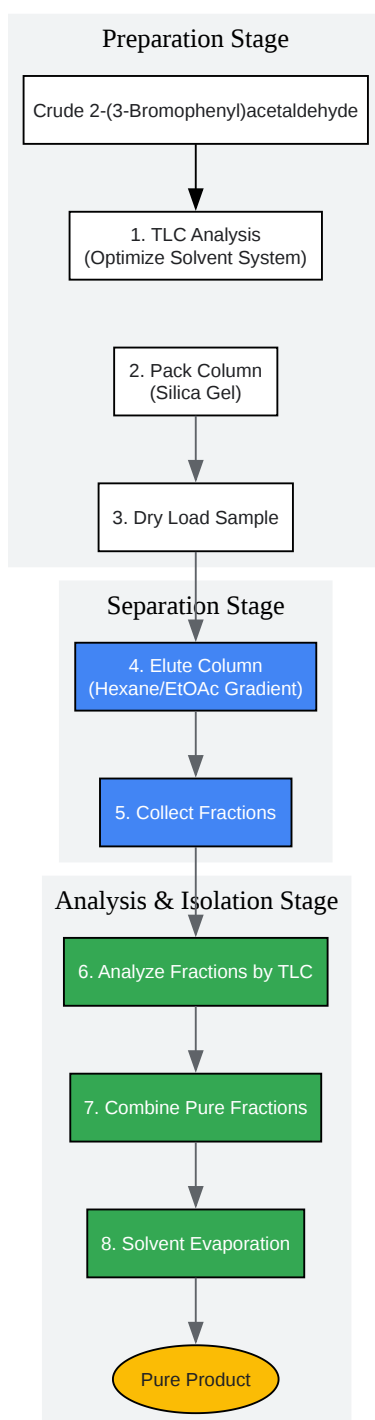 Preparation Stage
Crude 2-(3-Bromophenyl)acetaldehyde
1. TLC Analysis
(Optimize Solvent System)
2. Pack Column
(Silica Gel)
3. Dry Load Sample
Separation Stage
4. Elute Column
(Hexane/EtOAc Gradient)
5. Collect Fractions
Analysis & Isolation Stage
6. Analyze Fractions by TLC
7. Combine Pure Fractions
8. Solvent Evaporation
Pure Product